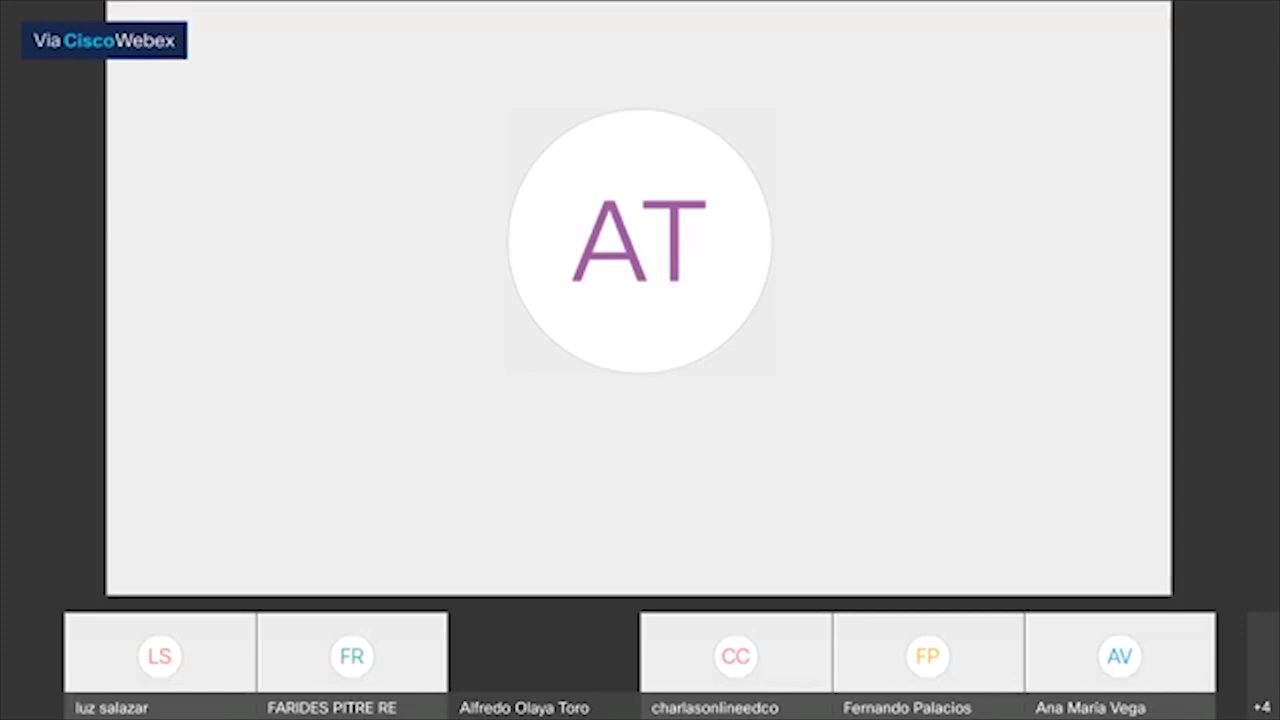 Via CiscoWebex
AT
LS
FR
CC
FP
AV
luz salazar
FARIDES PITRE RE
Alfredo Olaya Toro
charlasonlineedco
Fernando Palacios
Ana María Vega
+4